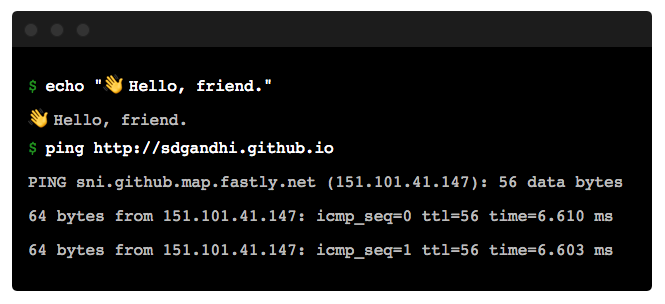 $ echo "👋 Hello, friend."
👋 Hello, friend.
$ ping http://sdgandhi.github.io
PING sni.github.map.fastly.net (151.101.41.147): 56 data bytes
64 bytes from 151.101.41.147: icmp_seq=0 ttl=56 time=6.610 ms
64 bytes from 151.101.41.147: icmp_seq=1 ttl=56 time=6.603 ms